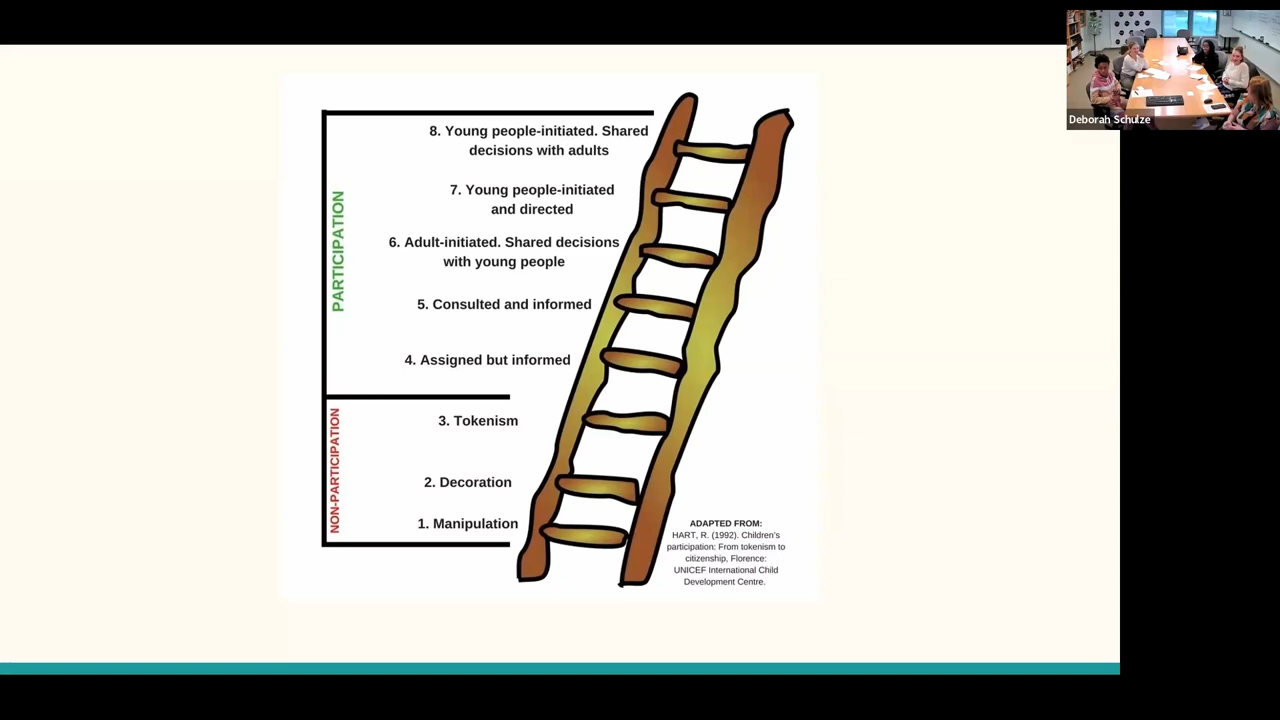 Deborah Schulze
PARTICIPATION
8. Young people-initiated. Shared
decisions with adults
7. Young people-initiated
and directed
6. Adult-initiated. Shared decisions
with young people
5. Consulted and informed
4. Assigned but informed
NON-PARTICIPATION
3. Tokenism
2. Decoration
1. Manipulation
ADAPTED FROM:
HART, R. (1992). Children's
participation: From tokenism to
citizenship, Florence:
UNICEF International Child
Development Centre.